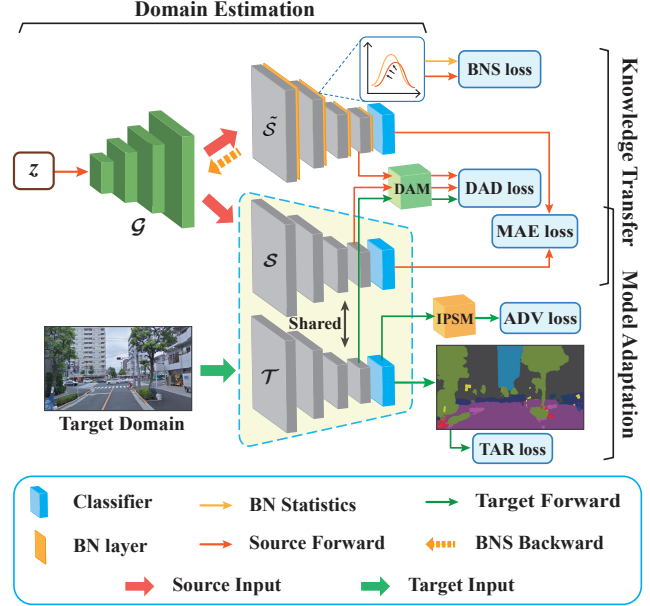 Domain Estimation
BNS loss
S̃
z
G
DAM
DAD loss
MAE loss
S
Shared
T
IPSM
ADV loss
TAR loss
Target Domain
Knowledge Transfer
Model Adaptation
Classifier
BN Statistics
Target Forward
BN layer
Source Forward
BNS Backward
Source Input
Target Input